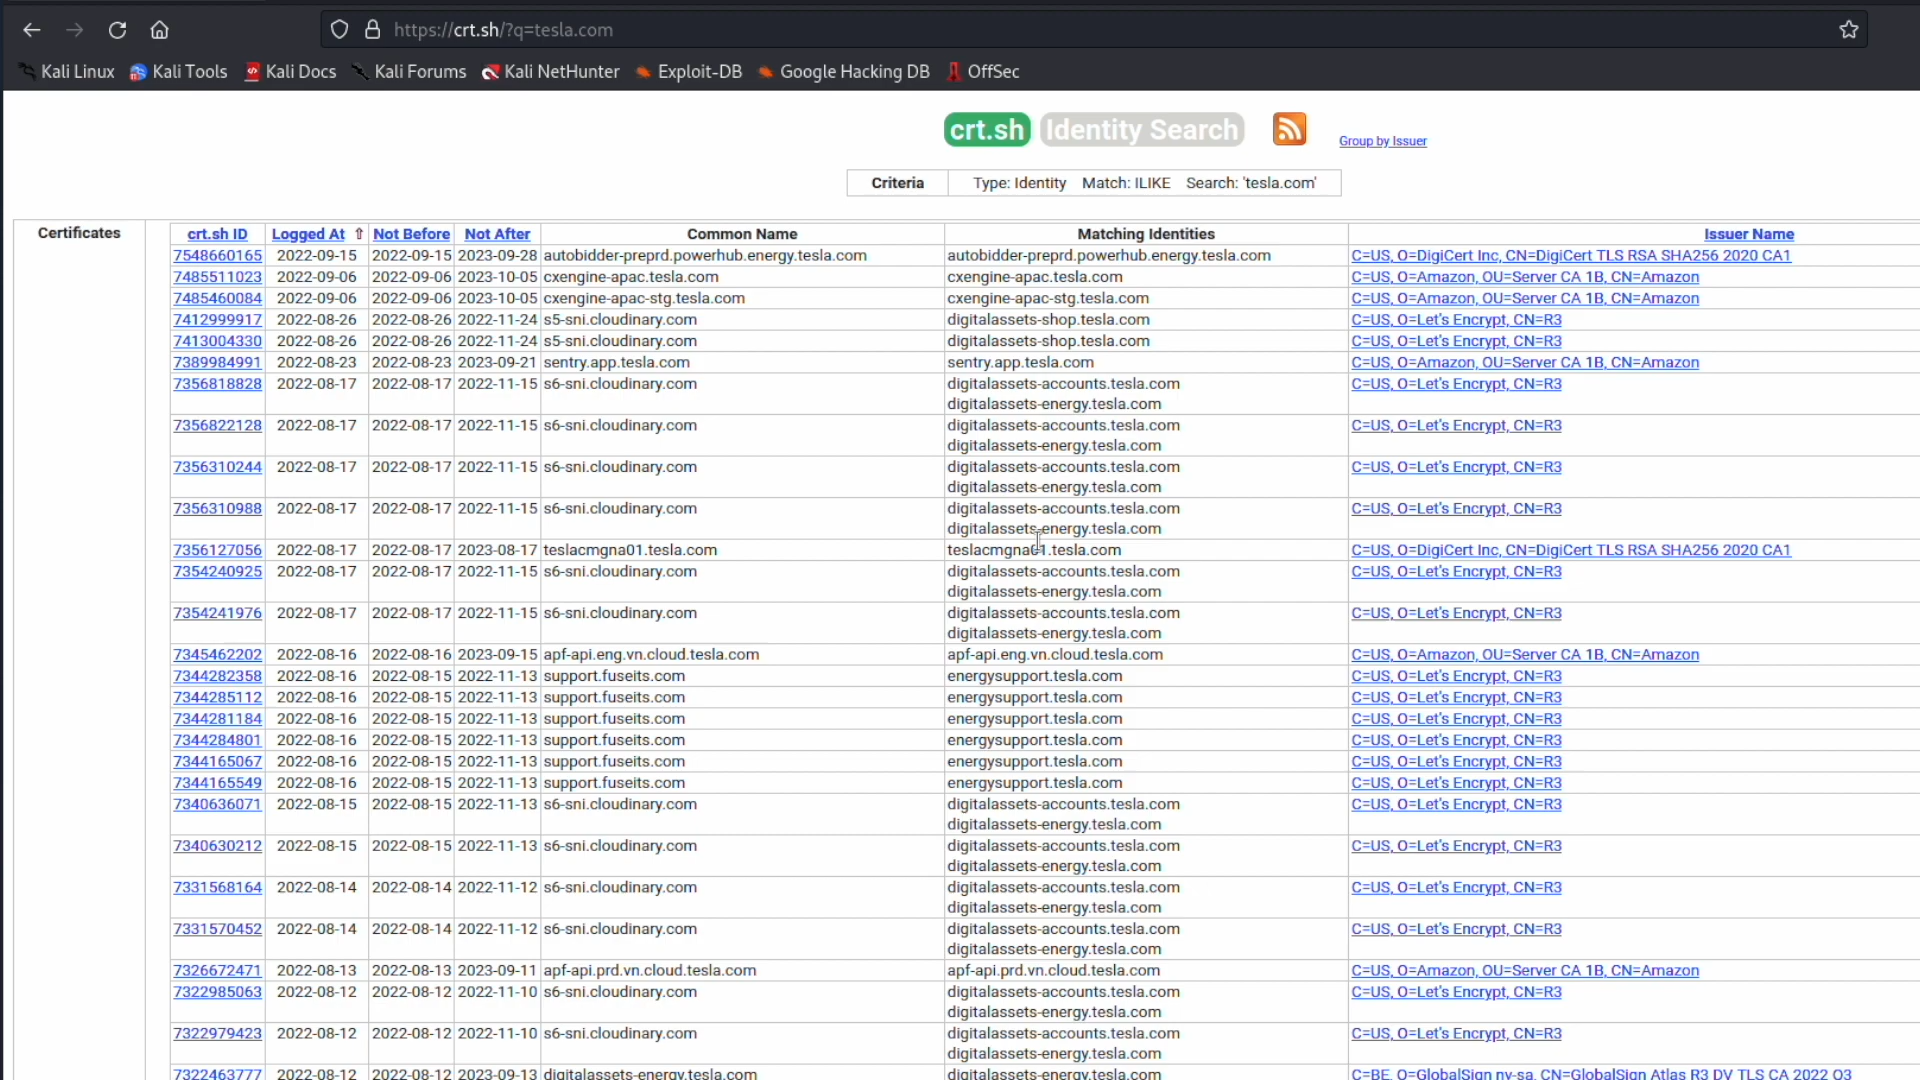 https://crt.sh/?q=tesla.com
Kali Linux Kali Tools Kali Docs Kali Forums Kali NetHunter Exploit-DB Google Hacking DB OffSec
crt.sh Identity Search Group by Issuer
Criteria Type: Identity Match: ILIKE Search: 'tesla.com'
Certificates crt.sh ID Logged At ⇧ Not Before Not After Common Name Matching Identities Issuer Name
7548660165 2022-09-15 2022-09-15 2023-09-28 autobidder-preprd.powerhub.energy.tesla.com autobidder-preprd.powerhub.energy.tesla.com C=US, O=DigiCert Inc, CN=DigiCert TLS RSA SHA256 2020 CA1
7485511023 2022-09-06 2022-09-06 2023-10-05 cxengine-apac.tesla.com cxengine-apac.tesla.com C=US, O=Amazon, OU=Server CA 1B, CN=Amazon
7485460084 2022-09-06 2022-09-06 2023-10-05 cxengine-apac-stg.tesla.com cxengine-apac-stg.tesla.com C=US, O=Amazon, OU=Server CA 1B, CN=Amazon
7412999917 2022-08-26 2022-08-26 2022-11-24 s5-sni.cloudinary.com digitalassets-shop.tesla.com C=US, O=Let's Encrypt, CN=R3
7413004330 2022-08-26 2022-08-26 2022-11-24 s5-sni.cloudinary.com digitalassets-shop.tesla.com C=US, O=Let's Encrypt, CN=R3
7389984991 2022-08-23 2022-08-23 2023-09-21 sentry.app.tesla.com sentry.app.tesla.com C=US, O=Amazon, OU=Server CA 1B, CN=Amazon
7356818828 2022-08-17 2022-08-17 2022-11-15 s6-sni.cloudinary.com digitalassets-accounts.tesla.com C=US, O=Let's Encrypt, CN=R3
digitalassets-energy.tesla.com
7356822128 2022-08-17 2022-08-17 2022-11-15 s6-sni.cloudinary.com digitalassets-accounts.tesla.com C=US, O=Let's Encrypt, CN=R3
digitalassets-energy.tesla.com
7356310244 2022-08-17 2022-08-17 2022-11-15 s6-sni.cloudinary.com digitalassets-accounts.tesla.com C=US, O=Let's Encrypt, CN=R3
digitalassets-energy.tesla.com
7356310988 2022-08-17 2022-08-17 2022-11-15 s6-sni.cloudinary.com digitalassets-accounts.tesla.com C=US, O=Let's Encrypt, CN=R3
digitalassets-energy.tesla.com
7356127056 2022-08-17 2022-08-17 2023-08-17 teslacmgna01.tesla.com teslacmgna01.tesla.com C=US, O=DigiCert Inc, CN=DigiCert TLS RSA SHA256 2020 CA1
7354240925 2022-08-17 2022-08-17 2022-11-15 s6-sni.cloudinary.com digitalassets-accounts.tesla.com C=US, O=Let's Encrypt, CN=R3
digitalassets-energy.tesla.com
7354241976 2022-08-17 2022-08-17 2022-11-15 s6-sni.cloudinary.com digitalassets-accounts.tesla.com C=US, O=Let's Encrypt, CN=R3
digitalassets-energy.tesla.com
7345462202 2022-08-16 2022-08-16 2023-09-15 apf-api.eng.vn.cloud.tesla.com apf-api.eng.vn.cloud.tesla.com C=US, O=Amazon, OU=Server CA 1B, CN=Amazon
7344282358 2022-08-16 2022-08-15 2022-11-13 support.fuseits.com energysupport.tesla.com C=US, O=Let's Encrypt, CN=R3
7344285112 2022-08-16 2022-08-15 2022-11-13 support.fuseits.com energysupport.tesla.com C=US, O=Let's Encrypt, CN=R3
7344281184 2022-08-16 2022-08-15 2022-11-13 support.fuseits.com energysupport.tesla.com C=US, O=Let's Encrypt, CN=R3
7344284801 2022-08-16 2022-08-15 2022-11-13 support.fuseits.com energysupport.tesla.com C=US, O=Let's Encrypt, CN=R3
7344165067 2022-08-16 2022-08-15 2022-11-13 support.fuseits.com energysupport.tesla.com C=US, O=Let's Encrypt, CN=R3
7344165549 2022-08-16 2022-08-15 2022-11-13 support.fuseits.com energysupport.tesla.com C=US, O=Let's Encrypt, CN=R3
7340636071 2022-08-15 2022-08-15 2022-11-13 s6-sni.cloudinary.com digitalassets-accounts.tesla.com C=US, O=Let's Encrypt, CN=R3
digitalassets-energy.tesla.com
7340630212 2022-08-15 2022-08-15 2022-11-13 s6-sni.cloudinary.com digitalassets-accounts.tesla.com C=US, O=Let's Encrypt, CN=R3
digitalassets-energy.tesla.com
7331568164 2022-08-14 2022-08-14 2022-11-12 s6-sni.cloudinary.com digitalassets-accounts.tesla.com C=US, O=Let's Encrypt, CN=R3
digitalassets-energy.tesla.com
7331570452 2022-08-14 2022-08-14 2022-11-12 s6-sni.cloudinary.com digitalassets-accounts.tesla.com C=US, O=Let's Encrypt, CN=R3
digitalassets-energy.tesla.com
7326672471 2022-08-13 2022-08-13 2023-09-11 apf-api.prd.vn.cloud.tesla.com apf-api.prd.vn.cloud.tesla.com C=US, O=Amazon, OU=Server CA 1B, CN=Amazon
7322985063 2022-08-12 2022-08-12 2022-11-10 s6-sni.cloudinary.com digitalassets-accounts.tesla.com C=US, O=Let's Encrypt, CN=R3
digitalassets-energy.tesla.com
7322979423 2022-08-12 2022-08-12 2022-11-10 s6-sni.cloudinary.com digitalassets-accounts.tesla.com C=US, O=Let's Encrypt, CN=R3
digitalassets-energy.tesla.com
7322463777 2022-08-12 2022-08-12 2023-09-13 digitalassets-energy.tesla.com digitalassets-energy.tesla.com C=BE, O=GlobalSign nv-sa, CN=GlobalSign Atlas R3 DV TLS CA 2022 Q3